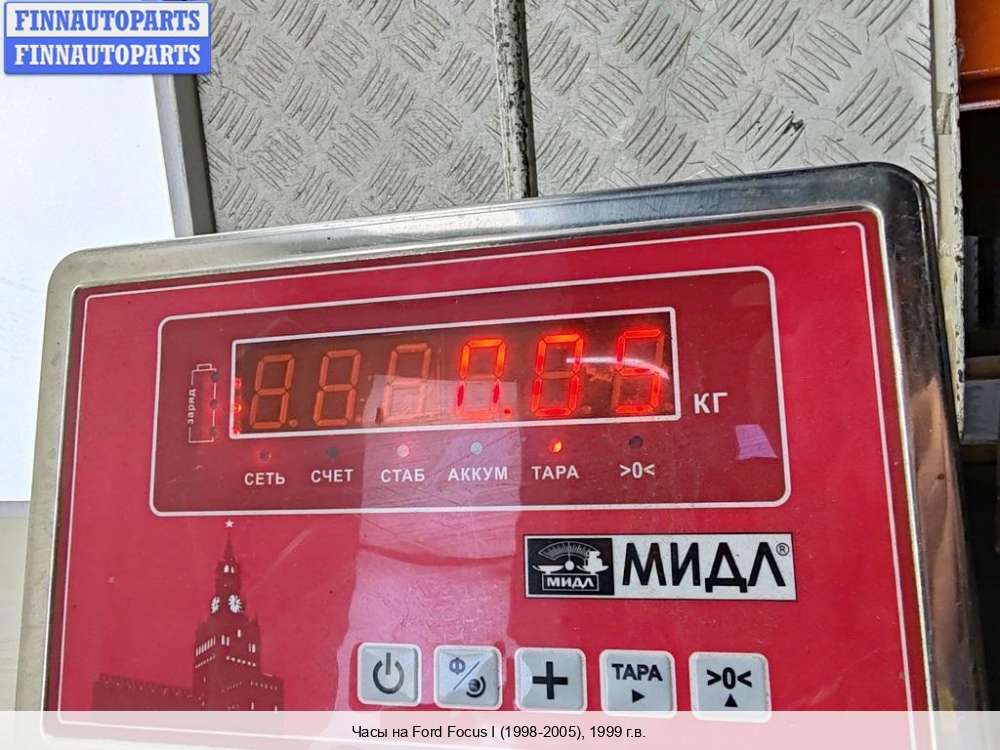 FINNAUTOPARTS
FINNAUTOPARTS
заряд
0.05
КГ
СЕТЬ СЧЕТ СТАБ АККУМ ТАРА >0<
МИДЛ МИДЛ®
Ф ТАРА >0<
Часы на Ford Focus I (1998-2005), 1999 г.в.